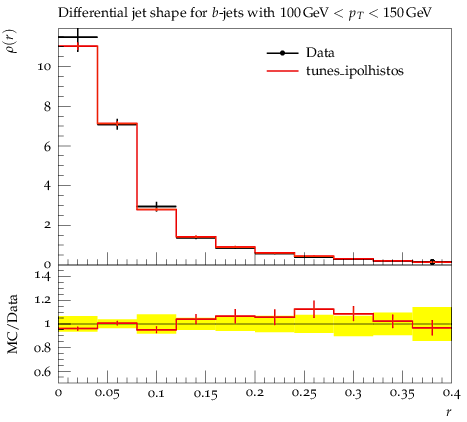 Differential jet shape for b-jets with 100 GeV < p_T < 150 GeV
ρ(r)
Data
tunes_ipolhistos
10
8
6
4
2
0
MC/Data
1.4
1.2
1
0.8
0.6
0 0.05 0.1 0.15 0.2 0.25 0.3 0.35 0.4
r